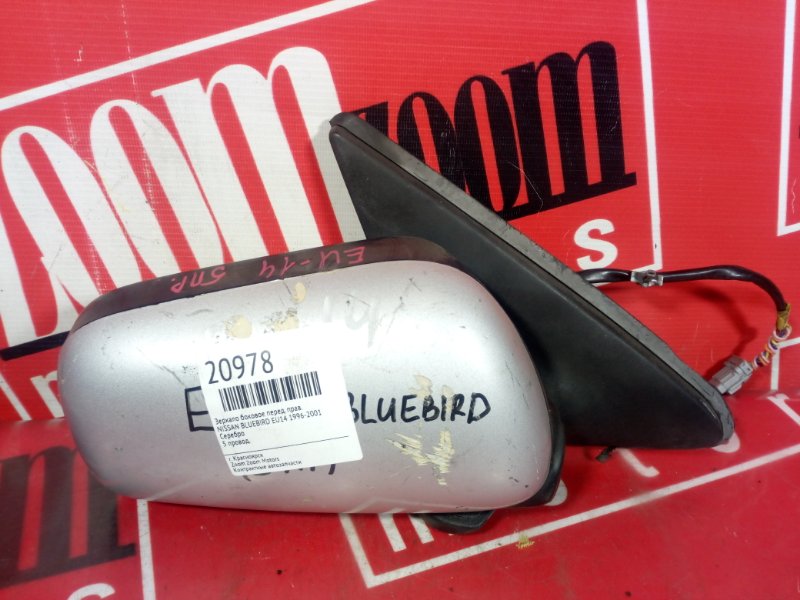 zoom
zoom
s
EU-14 5ПР.
20978
Зеркало боковое перед. прав.
NISSAN BLUEBIRD EU14 1996-2001
Серебро
5 провод.
г. Красноярск
Zoom Zoom Motors
Контрактные автозапчасти
BLUEBIRD